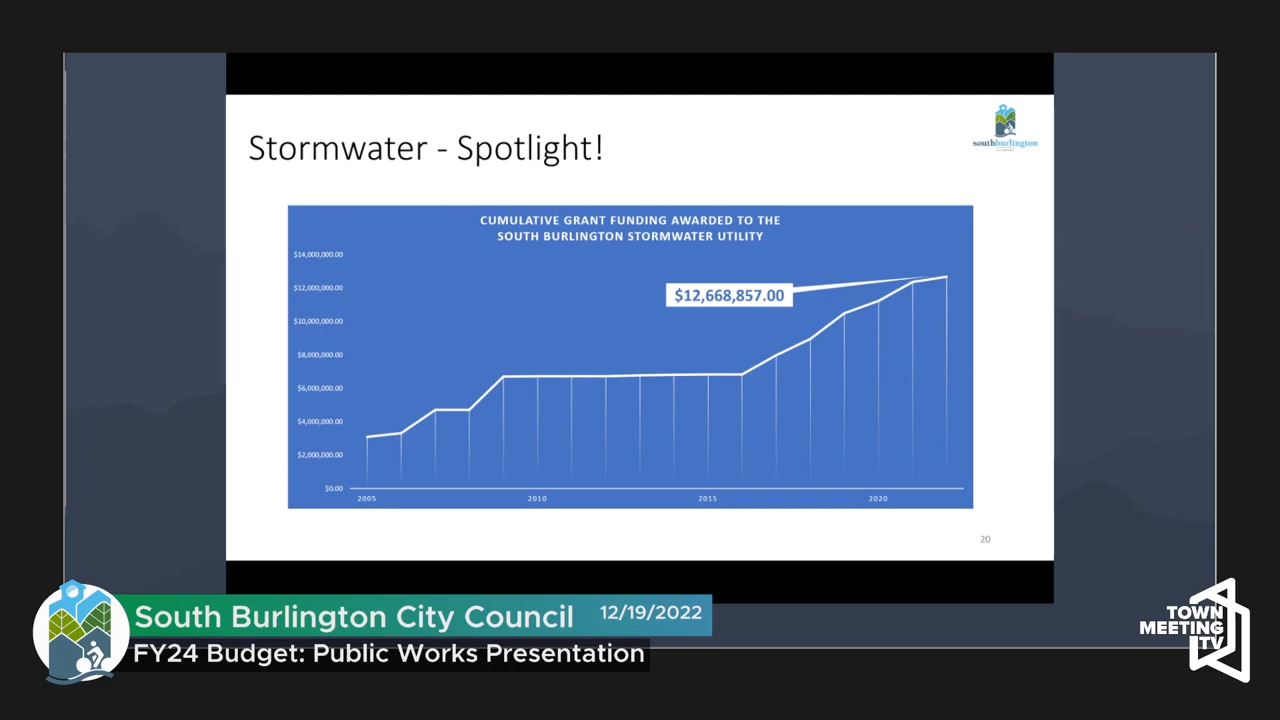 Stormwater - Spotlight!
southburlington
CUMULATIVE GRANT FUNDING AWARDED TO THE
SOUTH BURLINGTON STORMWATER UTILITY
$14,000,000.00
$12,000,000.00
$10,000,000.00
$8,000,000.00
$6,000,000.00
$4,000,000.00
$2,000,000.00
$0.00
$12,668,857.00
2005 2010 2015 2020
20
South Burlington City Council 12/19/2022
FY24 Budget: Public Works Presentation
TOWN
MEETING
TV